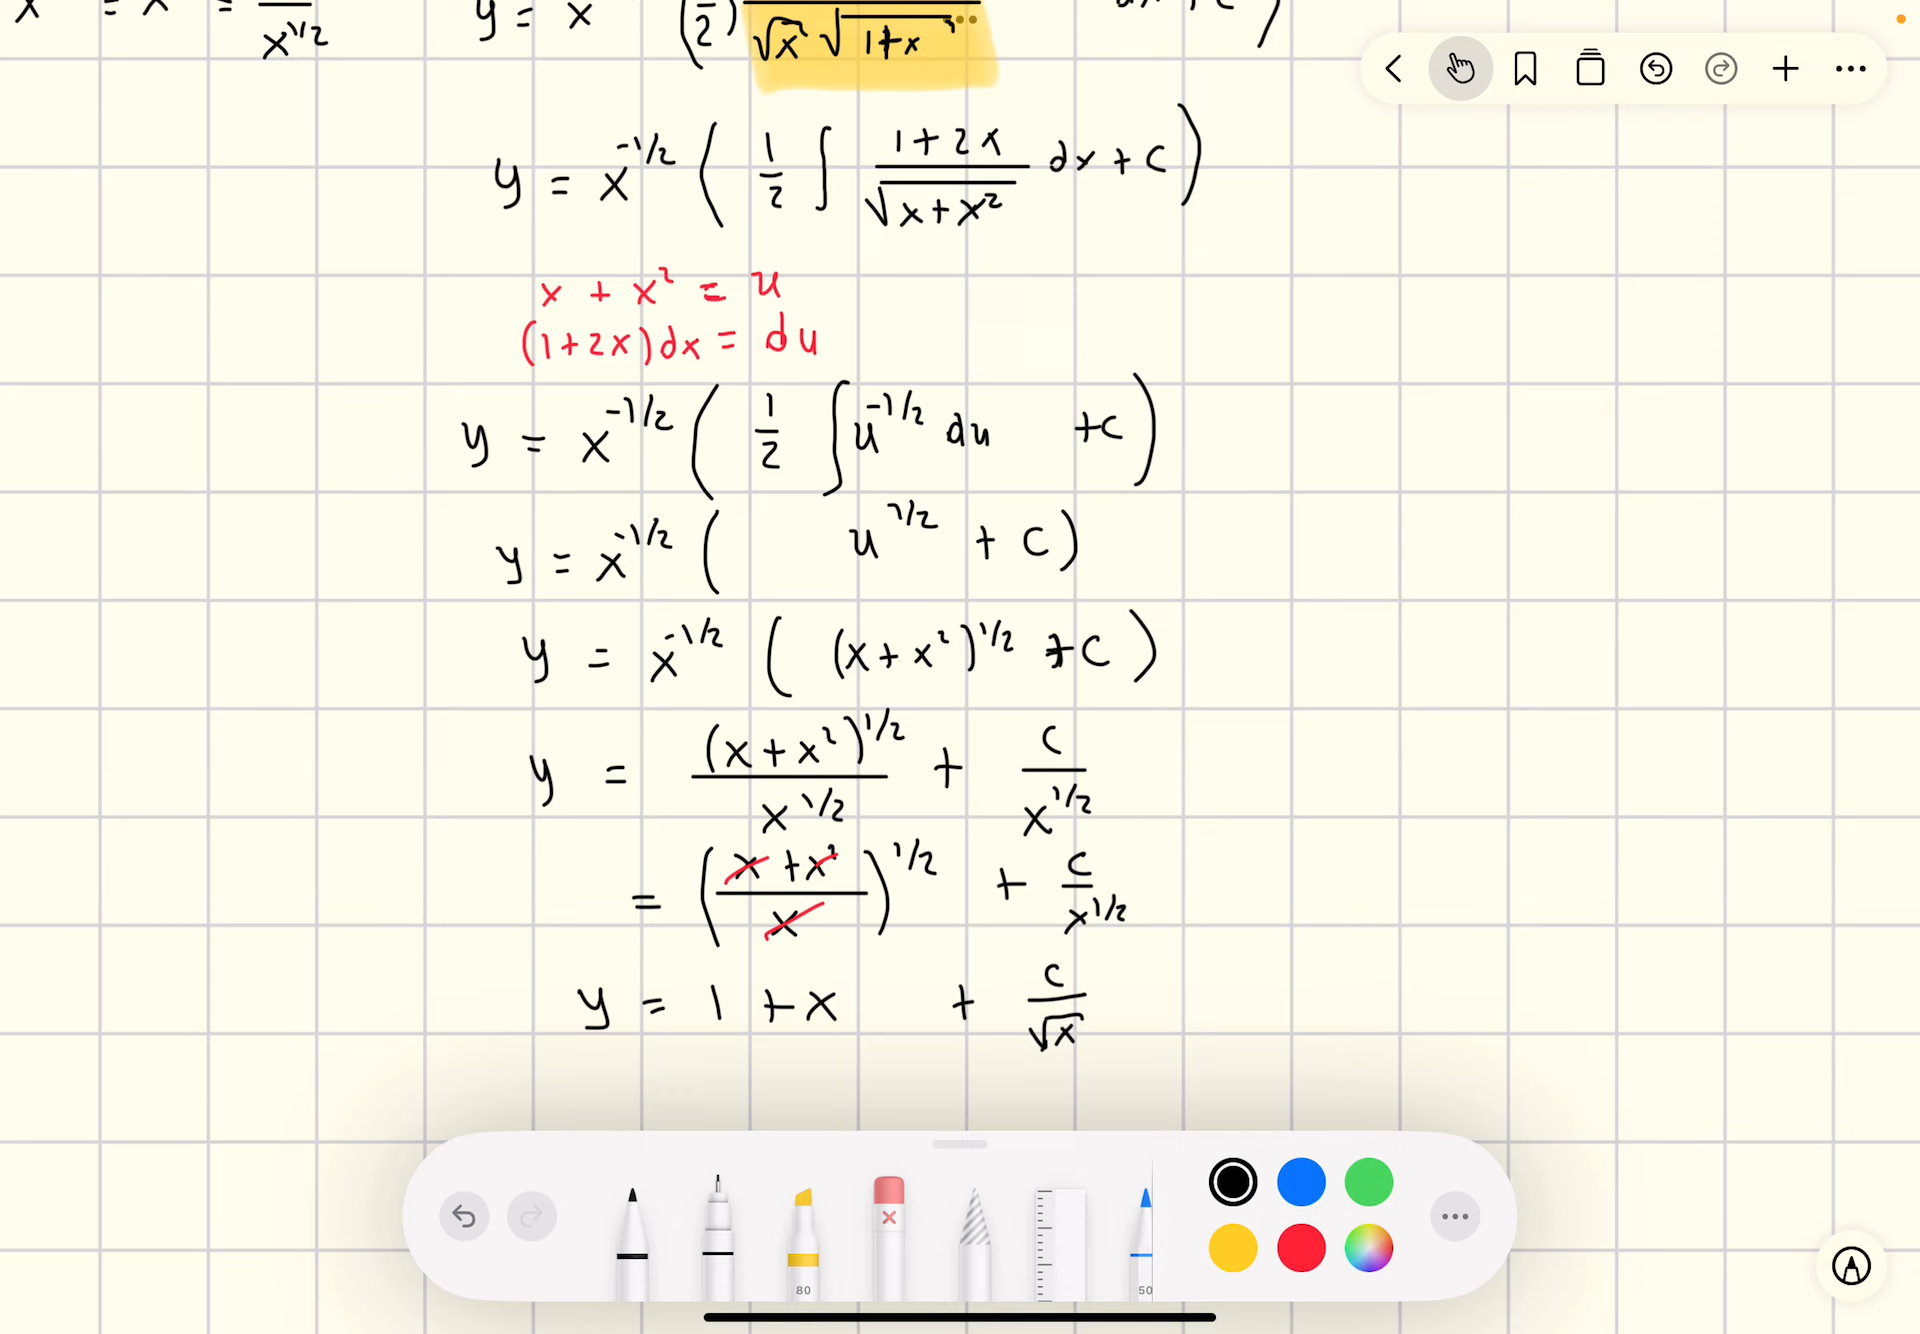 y = x^{-1/2} ( 1/2 ∫ (1+2x)/√(x+x²) dx + C )
x + x² = u
(1+2x)dx = du
y = x^{-1/2} ( 1/2 ∫ u^{-1/2} du + C )
y = x^{-1/2} ( u^{1/2} + C )
y = x^{-1/2} ( (x+x²)^{1/2} + C )
y = (x+x²)^{1/2} / x^{1/2} + C/x^{1/2}
= ( (x+x²)/x )^{1/2} + C/x^{1/2}
y = 1 + x + C/√x
80
50